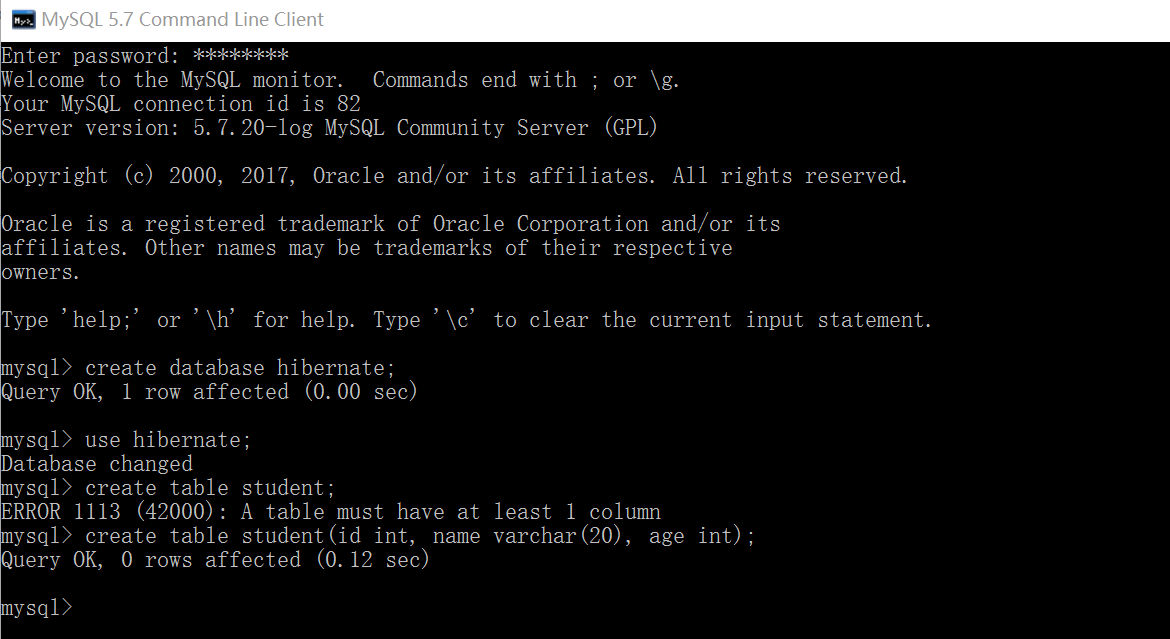 MySQL 5.7 Command Line Client
Enter password: ********
Welcome to the MySQL monitor.  Commands end with ; or \g.
Your MySQL connection id is 82
Server version: 5.7.20-log MySQL Community Server (GPL)
Copyright (c) 2000, 2017, Oracle and/or its affiliates. All rights reserved.
Oracle is a registered trademark of Oracle Corporation and/or its
affiliates. Other names may be trademarks of their respective
owners.
Type 'help;' or '\h' for help. Type '\c' to clear the current input statement.
mysql> create database hibernate;
Query OK, 1 row affected (0.00 sec)
mysql> use hibernate;
Database changed
mysql> create table student;
ERROR 1113 (42000): A table must have at least 1 column
mysql> create table student(id int, name varchar(20), age int);
Query OK, 0 rows affected (0.12 sec)
mysql>